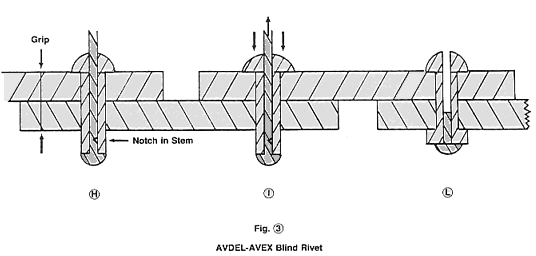 Grip
Notch in Stem
H
I
L
Fig. 3
AVDEL-AVEX Blind Rivet